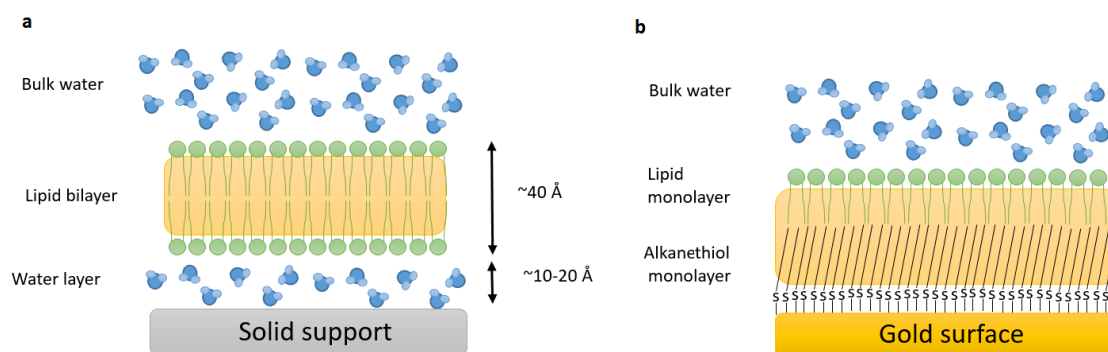 a
Bulk water
Lipid bilayer
~40 Å
Water layer
~10-20 Å
Solid support
b
Bulk water
Lipid
monolayer
Alkanethiol
monolayer
SSSSSSSSSSSSSSSSSSSSSSSSSSSSSSSSS
Gold surface